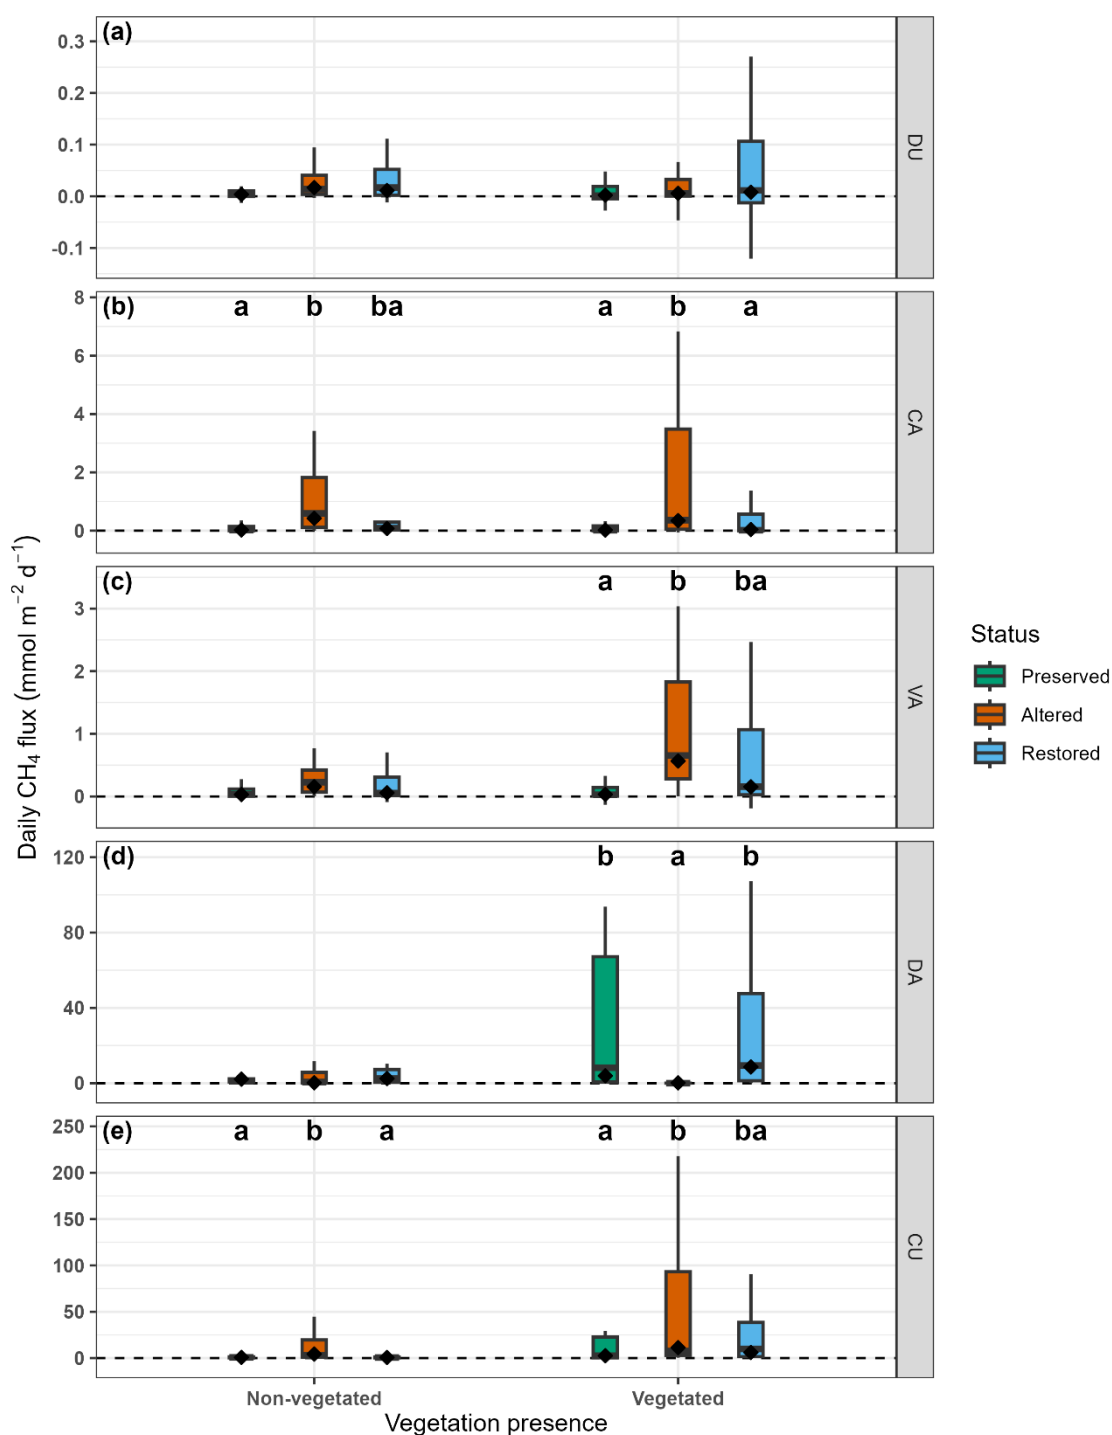 (a)
0.3
0.2
0.1
0.0
-0.1
DU
(b)
a b ba a b a
8
6
4
2
0
CA
(c)
a b ba
3
2
1
0
VA
(d)
b a b
120
80
40
0
DA
(e)
a b a a b ba
250
200
150
100
50
0
CU
Non-vegetated Vegetated
Vegetation presence
Daily CH₄ flux (mmol m⁻² d⁻¹)
Status
Preserved
Altered
Restored